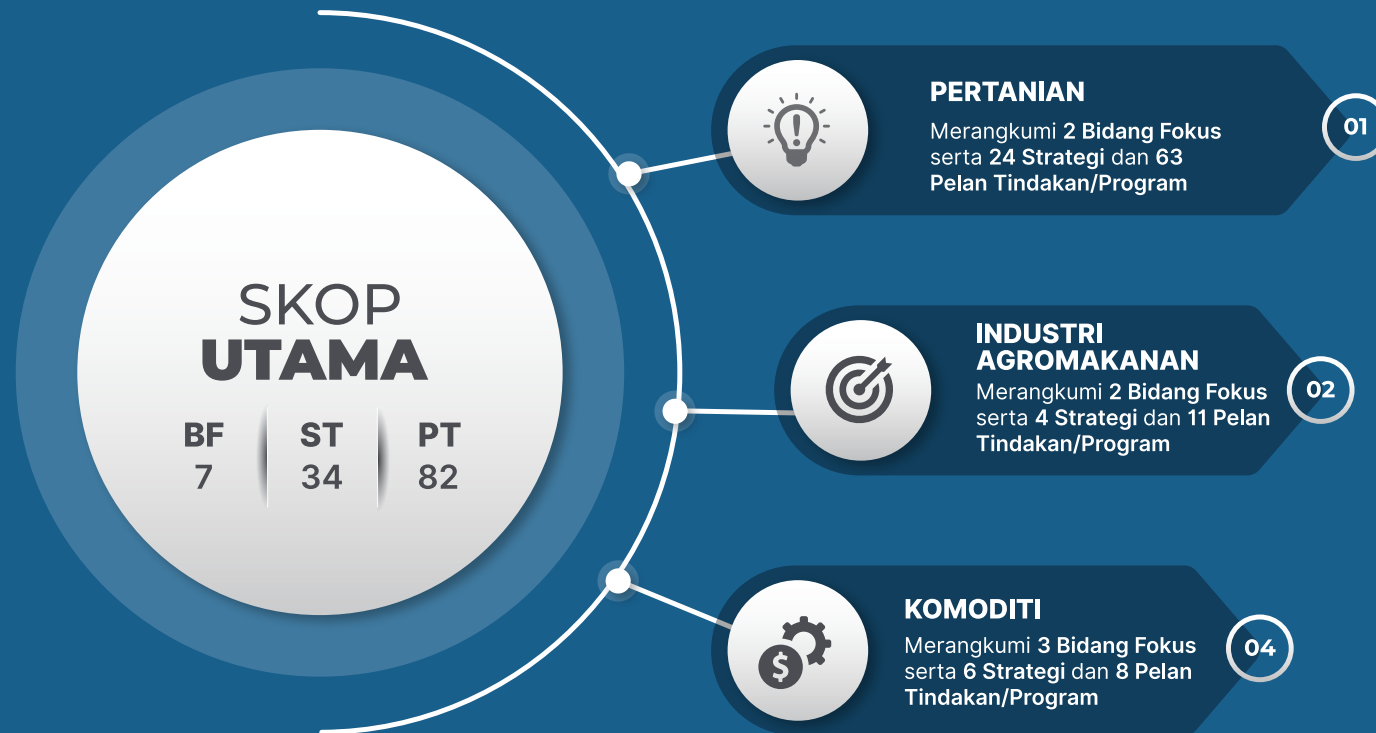 SKOP
UTAMA
BF
7
ST
34
PT
82
PERTANIAN
Merangkumi 2 Bidang Fokus
serta 24 Strategi dan 63
Pelan Tindakan/Program
01
INDUSTRI
AGROMAKANAN
Merangkumi 2 Bidang Fokus
serta 4 Strategi dan 11 Pelan
Tindakan/Program
02
KOMODITI
Merangkumi 3 Bidang Fokus
serta 6 Strategi dan 8 Pelan
Tindakan/Program
04